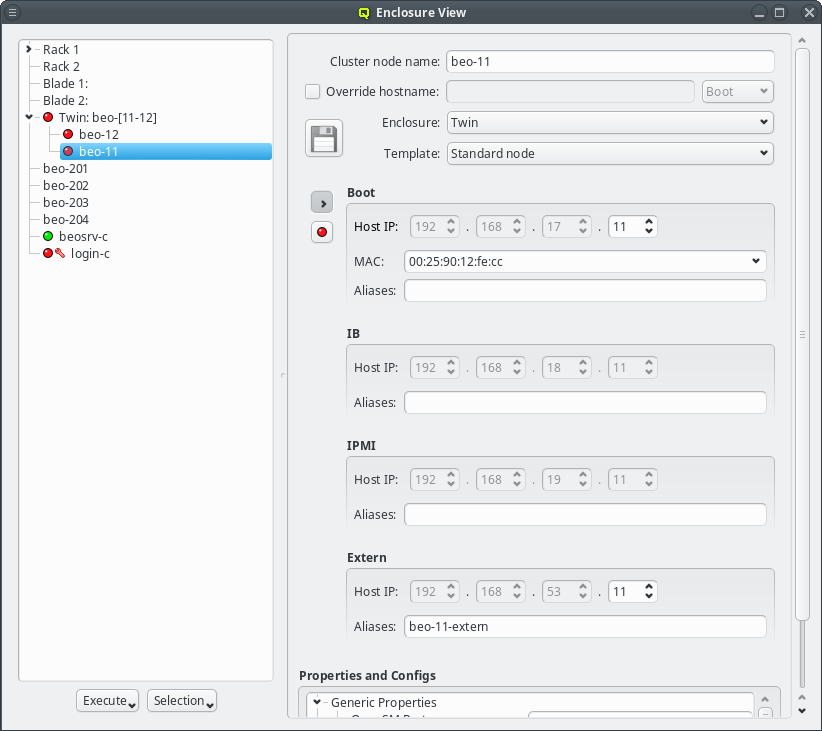 Enclosure View
Rack 1
Rack 2
Blade 1:
Blade 2:
Twin: beo-[11-12]
beo-12
beo-11
beo-201
beo-202
beo-203
beo-204
beosrv-c
login-c
Execute
Selection
Cluster node name: beo-11
Override hostname: Boot
Enclosure: Twin
Template: Standard node
Boot
Host IP: 192 . 168 . 17 . 11
MAC: 00:25:90:12:fe:cc
Aliases:
IB
Host IP: 192 . 168 . 18 . 11
Aliases:
IPMI
Host IP: 192 . 168 . 19 . 11
Aliases:
Extern
Host IP: 192 . 168 . 53 . 11
Aliases: beo-11-extern
Properties and Configs
Generic Properties